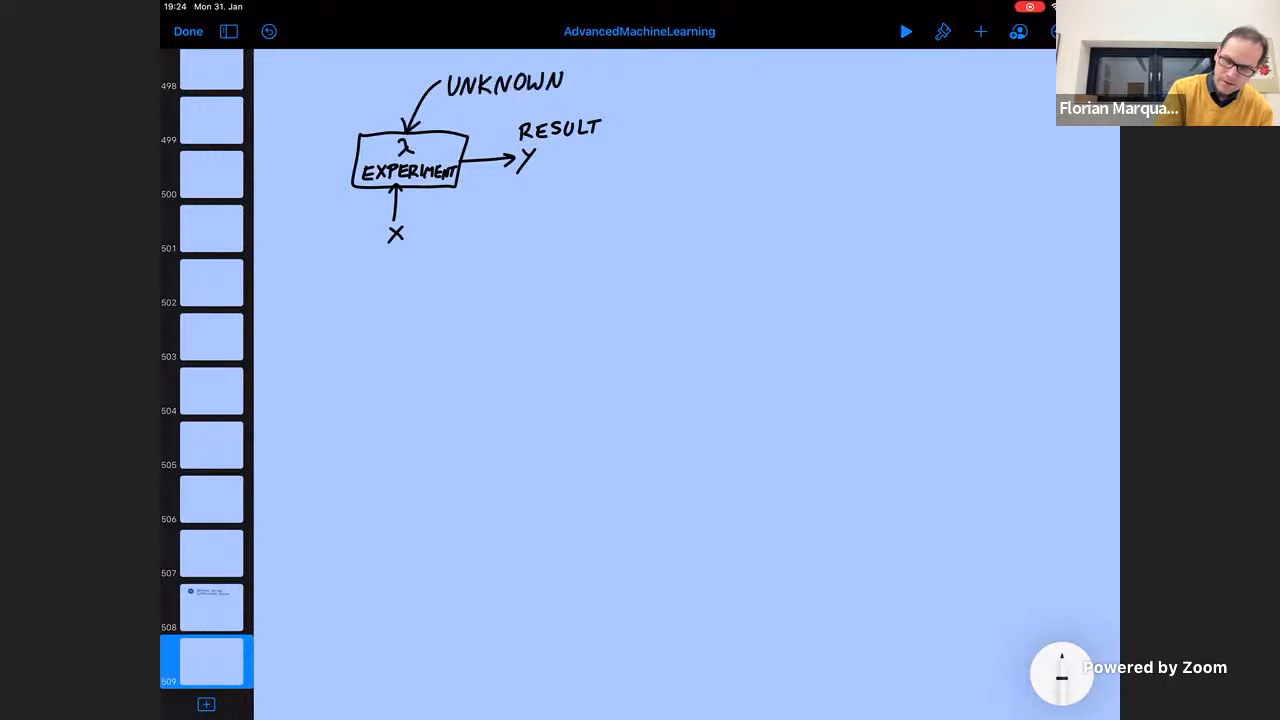 19:24 Mon 31. Jan
Done
AdvancedMachineLearning
Florian Marqua...
UNKNOWN
RESULT
λ
EXPERIMENT
Y
X
498
499
500
501
502
503
504
505
506
507
508
509
Powered by Zoom